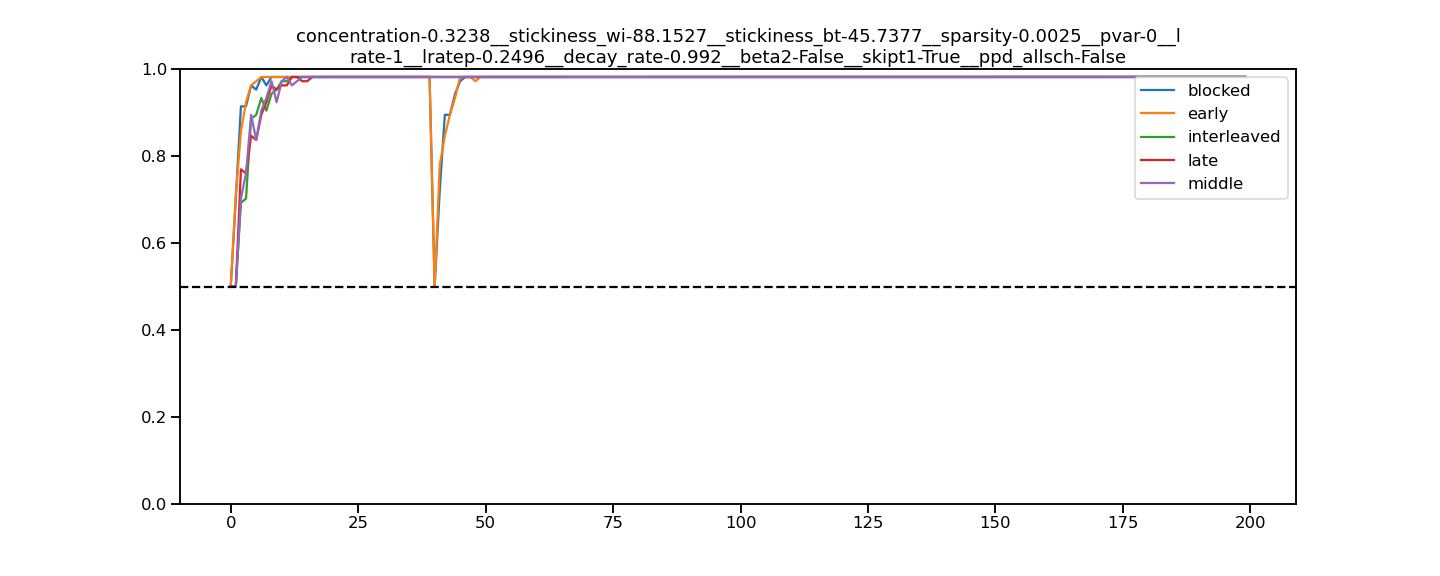 concentration-0.3238__stickiness_wi-88.1527__stickiness_bt-45.7377__sparsity-0.0025__pvar-0__l
rate-1__lratep-0.2496__decay_rate-0.992__beta2-False__skipt1-True__ppd_allsch-False
1.0
0.8
0.6
0.4
0.2
0.0
0
25
50
75
100
125
150
175
200
blocked
early
interleaved
late
middle